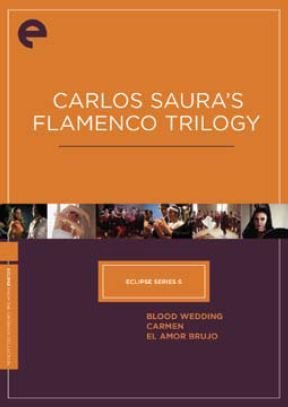 e
CARLOS SAURA'S
FLAMENCO TRILOGY
ECLIPSE SERIES 6
BLOOD WEDDING
CARMEN
EL AMOR BRUJO